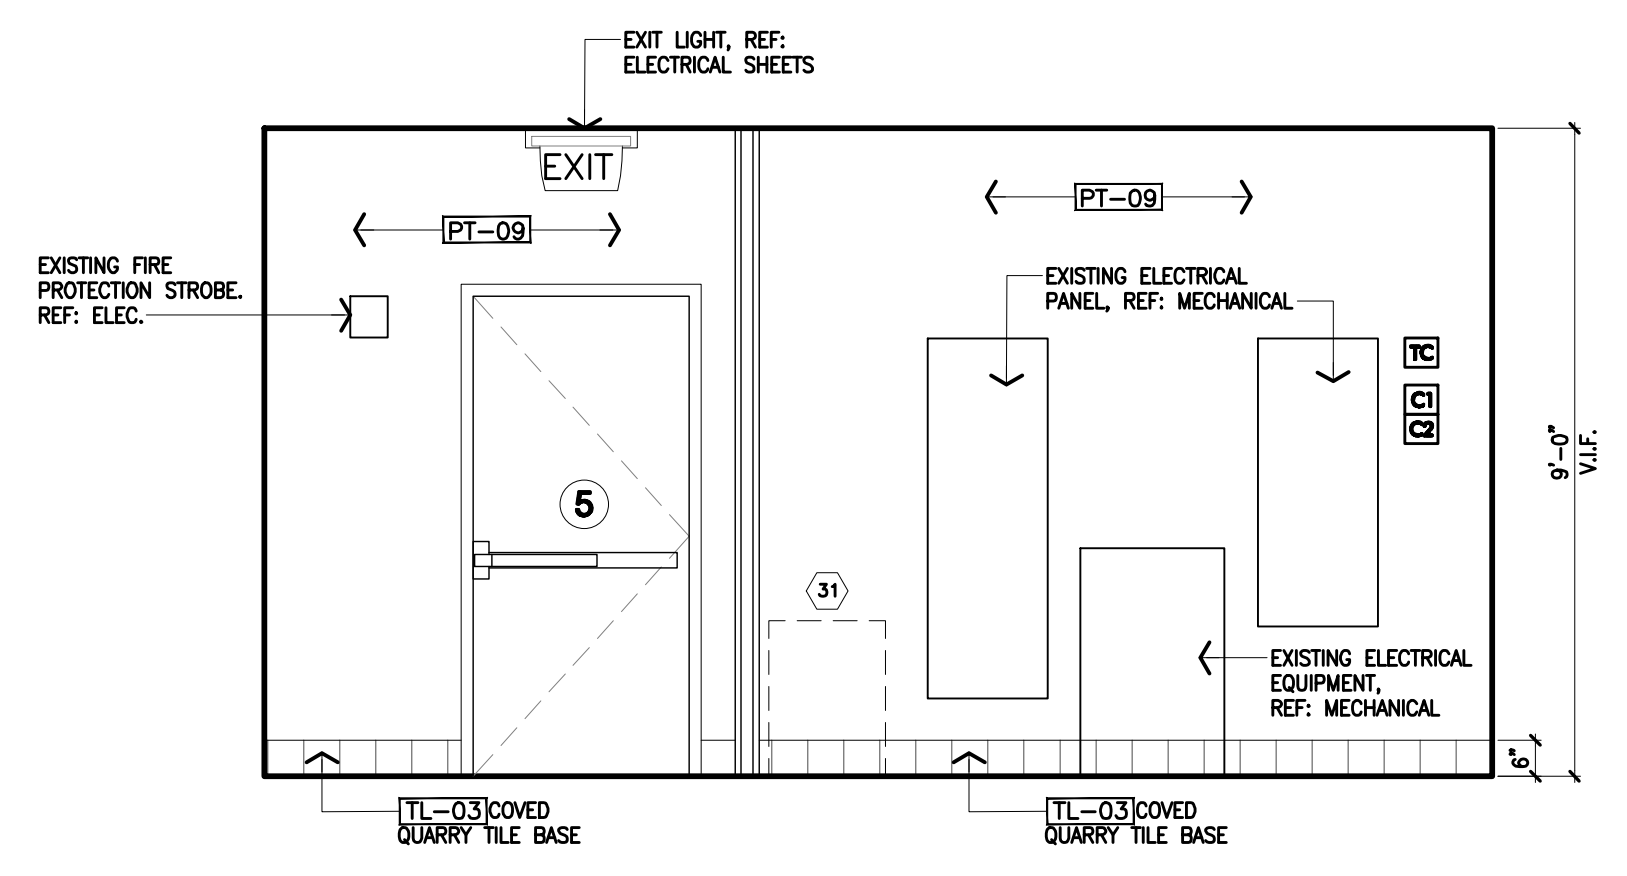 EXIT LIGHT, REF:
ELECTRICAL SHEETS
EXIT
PT-09
PT-09
EXISTING FIRE
PROTECTION STROBE.
REF: ELEC.
EXISTING ELECTRICAL
PANEL, REF: MECHANICAL
TC
C1
C2
9'-0"
V.I.F.
5
31
EXISTING ELECTRICAL
EQUIPMENT,
REF: MECHANICAL
6"
TL-03 COVED
QUARRY TILE BASE
TL-03 COVED
QUARRY TILE BASE